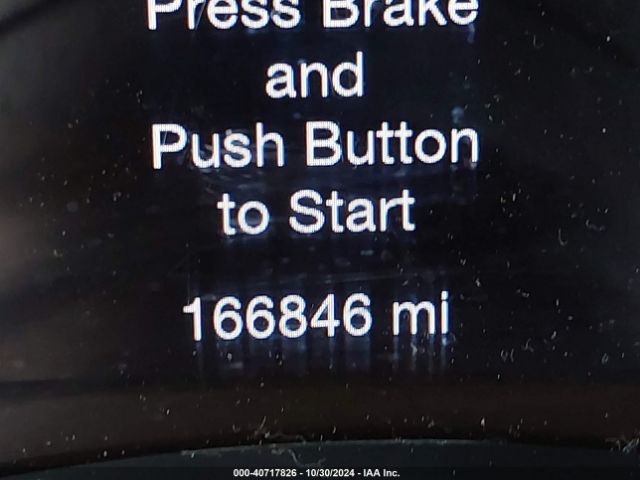 Press Brake
and
Push Button
to Start
166846 mi
000-40717826 - 10/30/2024 - IAA Inc.